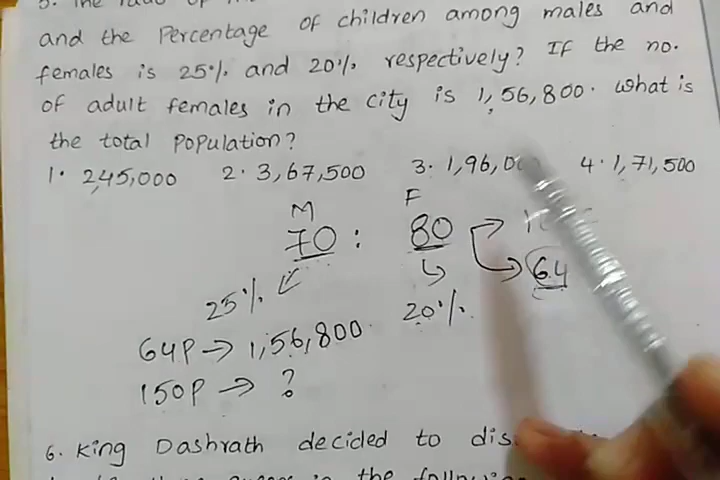 and the Percentage of children among males and
females is 25% and 20% respectively? If the no.
of adult females in the city is 1,56,800. what is
the total Population?
1. 245,000 2. 3,67,500 3. 1,96,0 4. 1,71,500
M F
70 : 80
64
25% 20%.
64P → 1,56,800.
150P → ?
6. King Dashrath decided to
in the following